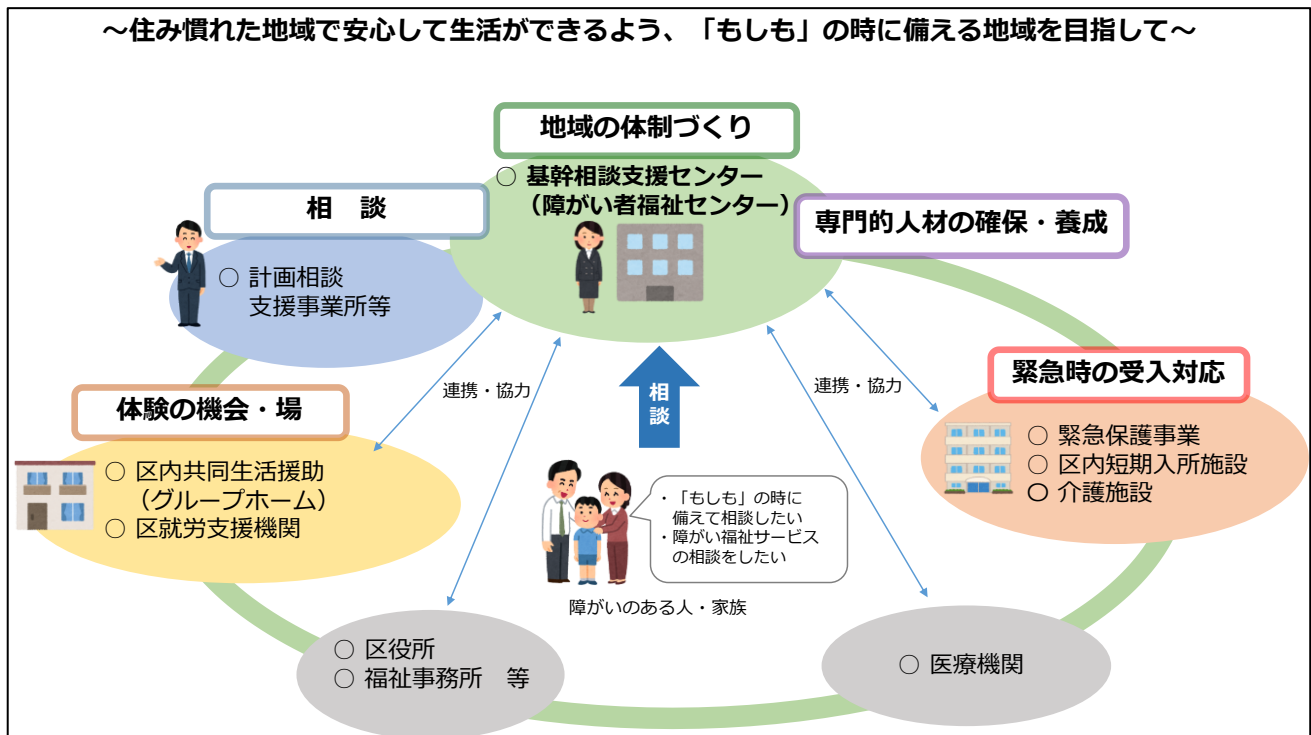 ～住み慣れた地域で安心して生活ができるよう、「もしも」の時に備える地域を目指して～
地域の体制づくり
○ 基幹相談支援センター
（障がい者福祉センター）
相　談
○ 計画相談
支援事業所等
専門的人材の確保・養成
緊急時の受入対応
○ 緊急保護事業
○ 区内短期入所施設
○ 介護施設
体験の機会・場
○ 区内共同生活援助
（グループホーム）
○ 区就労支援機関
連携・協力
相談
連携・協力
・「もしも」の時に
備えて相談したい
・障がい福祉サービス
の相談をしたい
障がいのある人・家族
○ 区役所
○ 福祉事務所　等
○ 医療機関